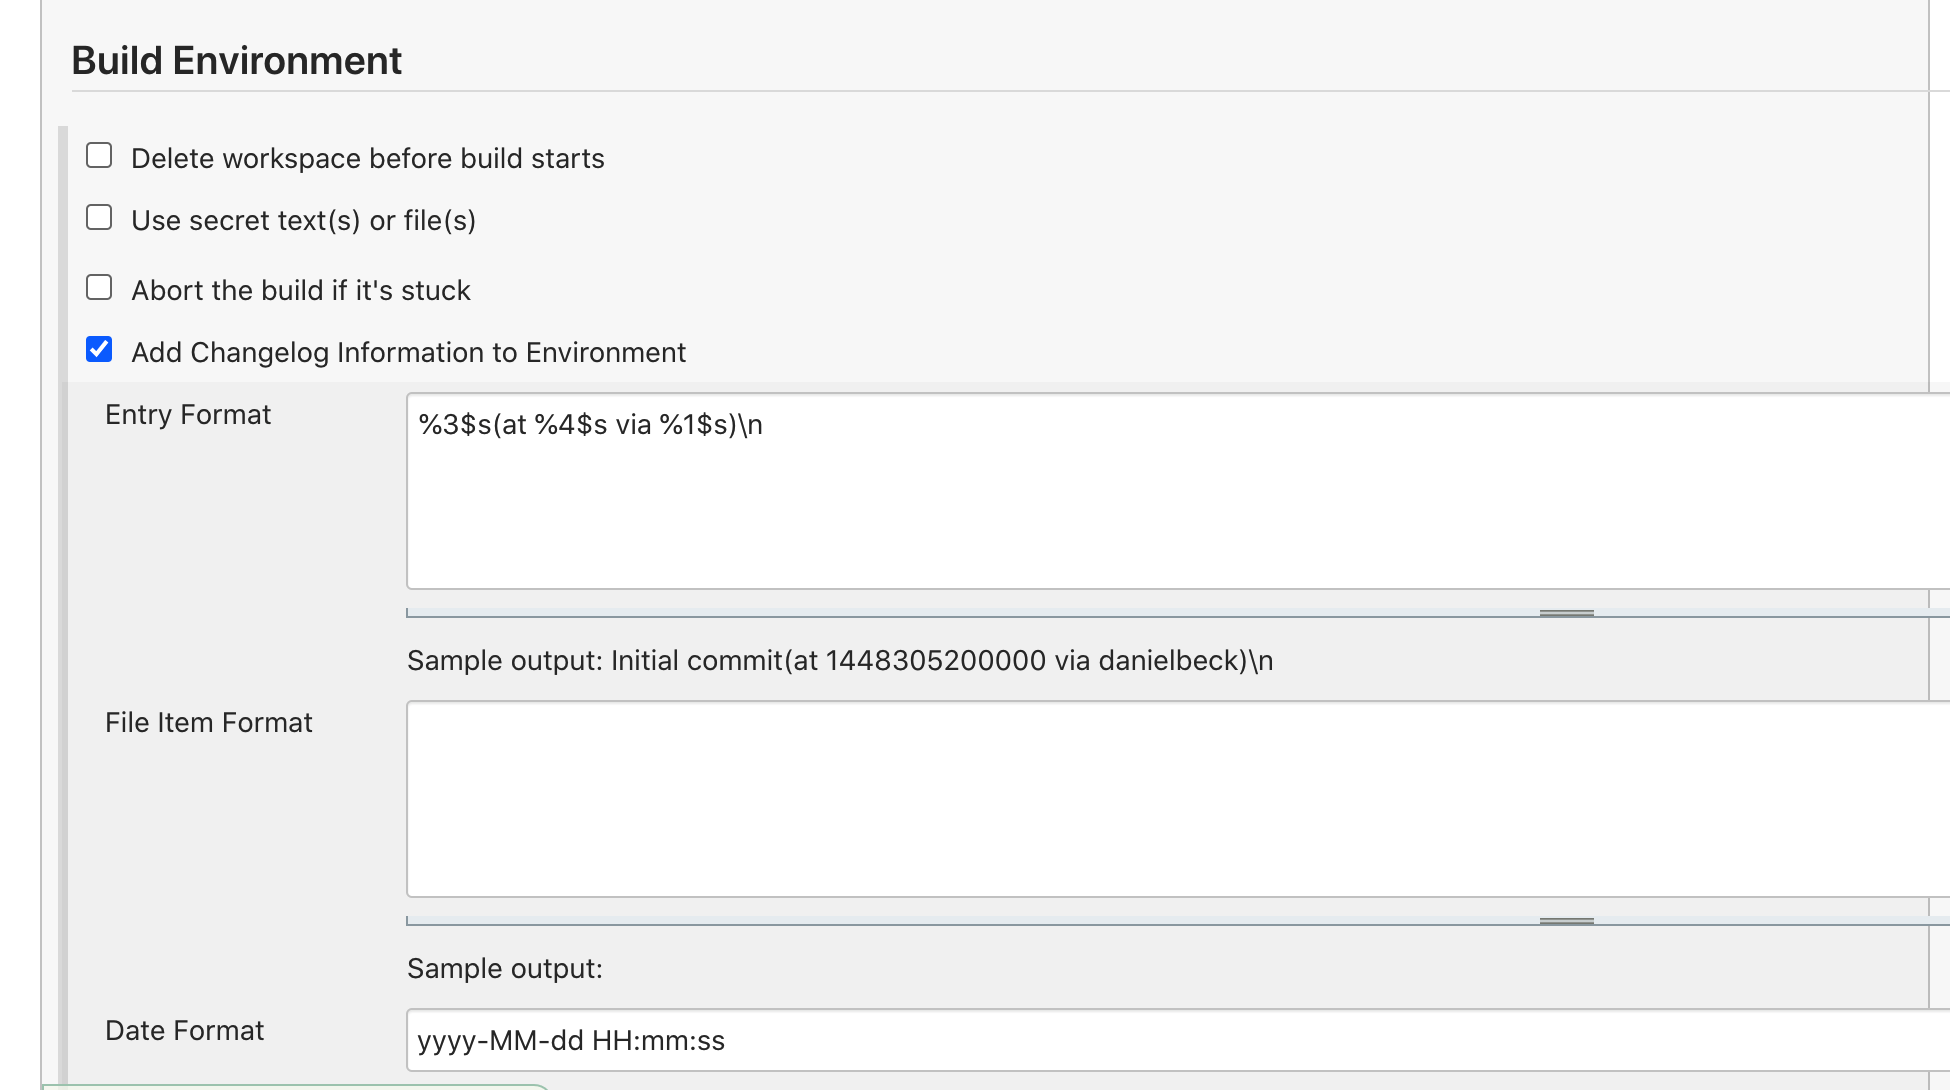 Build Environment
Delete workspace before build starts
Use secret text(s) or file(s)
Abort the build if it's stuck
Add Changelog Information to Environment
Entry Format
%3$s(at %4$s via %1$s)\n
Sample output: Initial commit(at 1448305200000 via danielbeck)\n
File Item Format
Sample output:
Date Format
yyyy-MM-dd HH:mm:ss